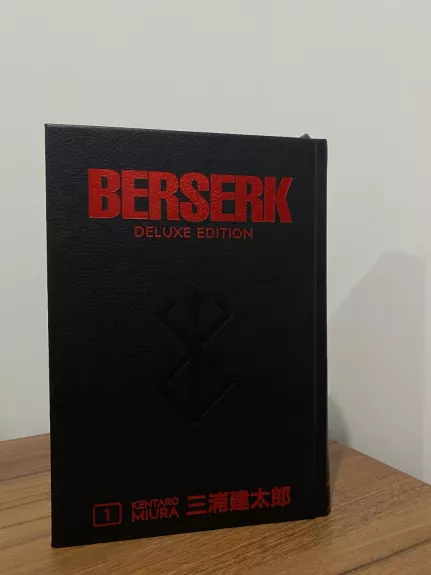 BERSERK
DELUXE EDITION
1 KENTARO MIURA 三浦建太郎